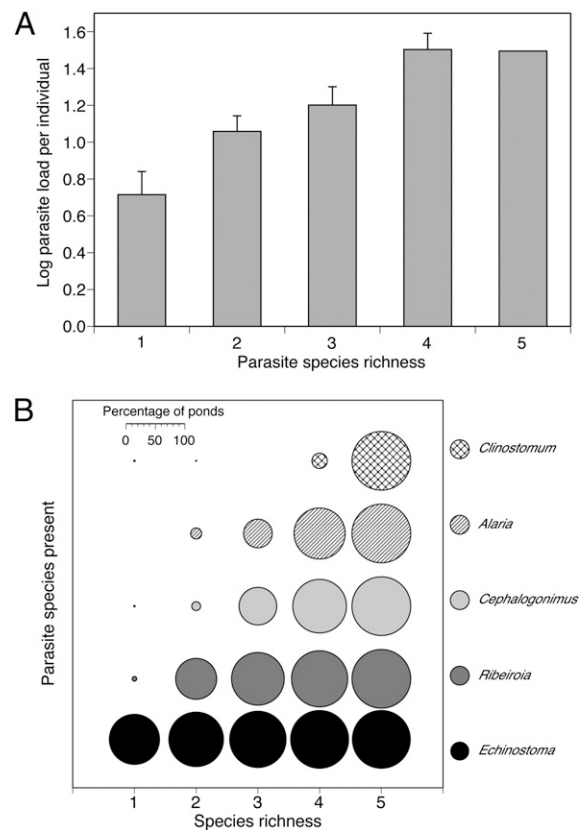 A
Log parasite load per individual
1.6
1.4
1.2
1.0
0.8
0.6
0.4
0.2
0.0
1 2 3 4 5
Parasite species richness
B
Percentage of ponds
0 50 100
Parasite species present
Clinostomum
Alaria
Cephalogonimus
Ribeiroia
Echinostoma
1 2 3 4 5
Species richness